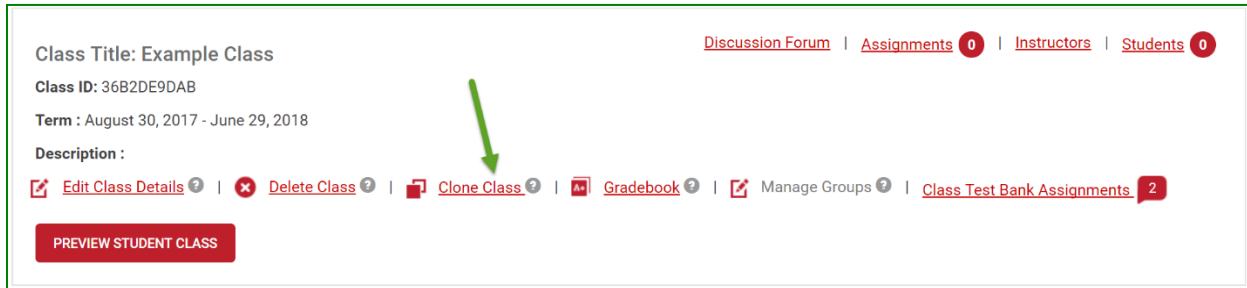 Discussion Forum | Assignments 0 | Instructors | Students 0
Class Title: Example Class
Class ID: 36B2DE9DAB
Term : August 30, 2017 - June 29, 2018
Description :
Edit Class Details ? | Delete Class ? | Clone Class ? | A+ Gradebook ? | Manage Groups ? | Class Test Bank Assignments 2
PREVIEW STUDENT CLASS